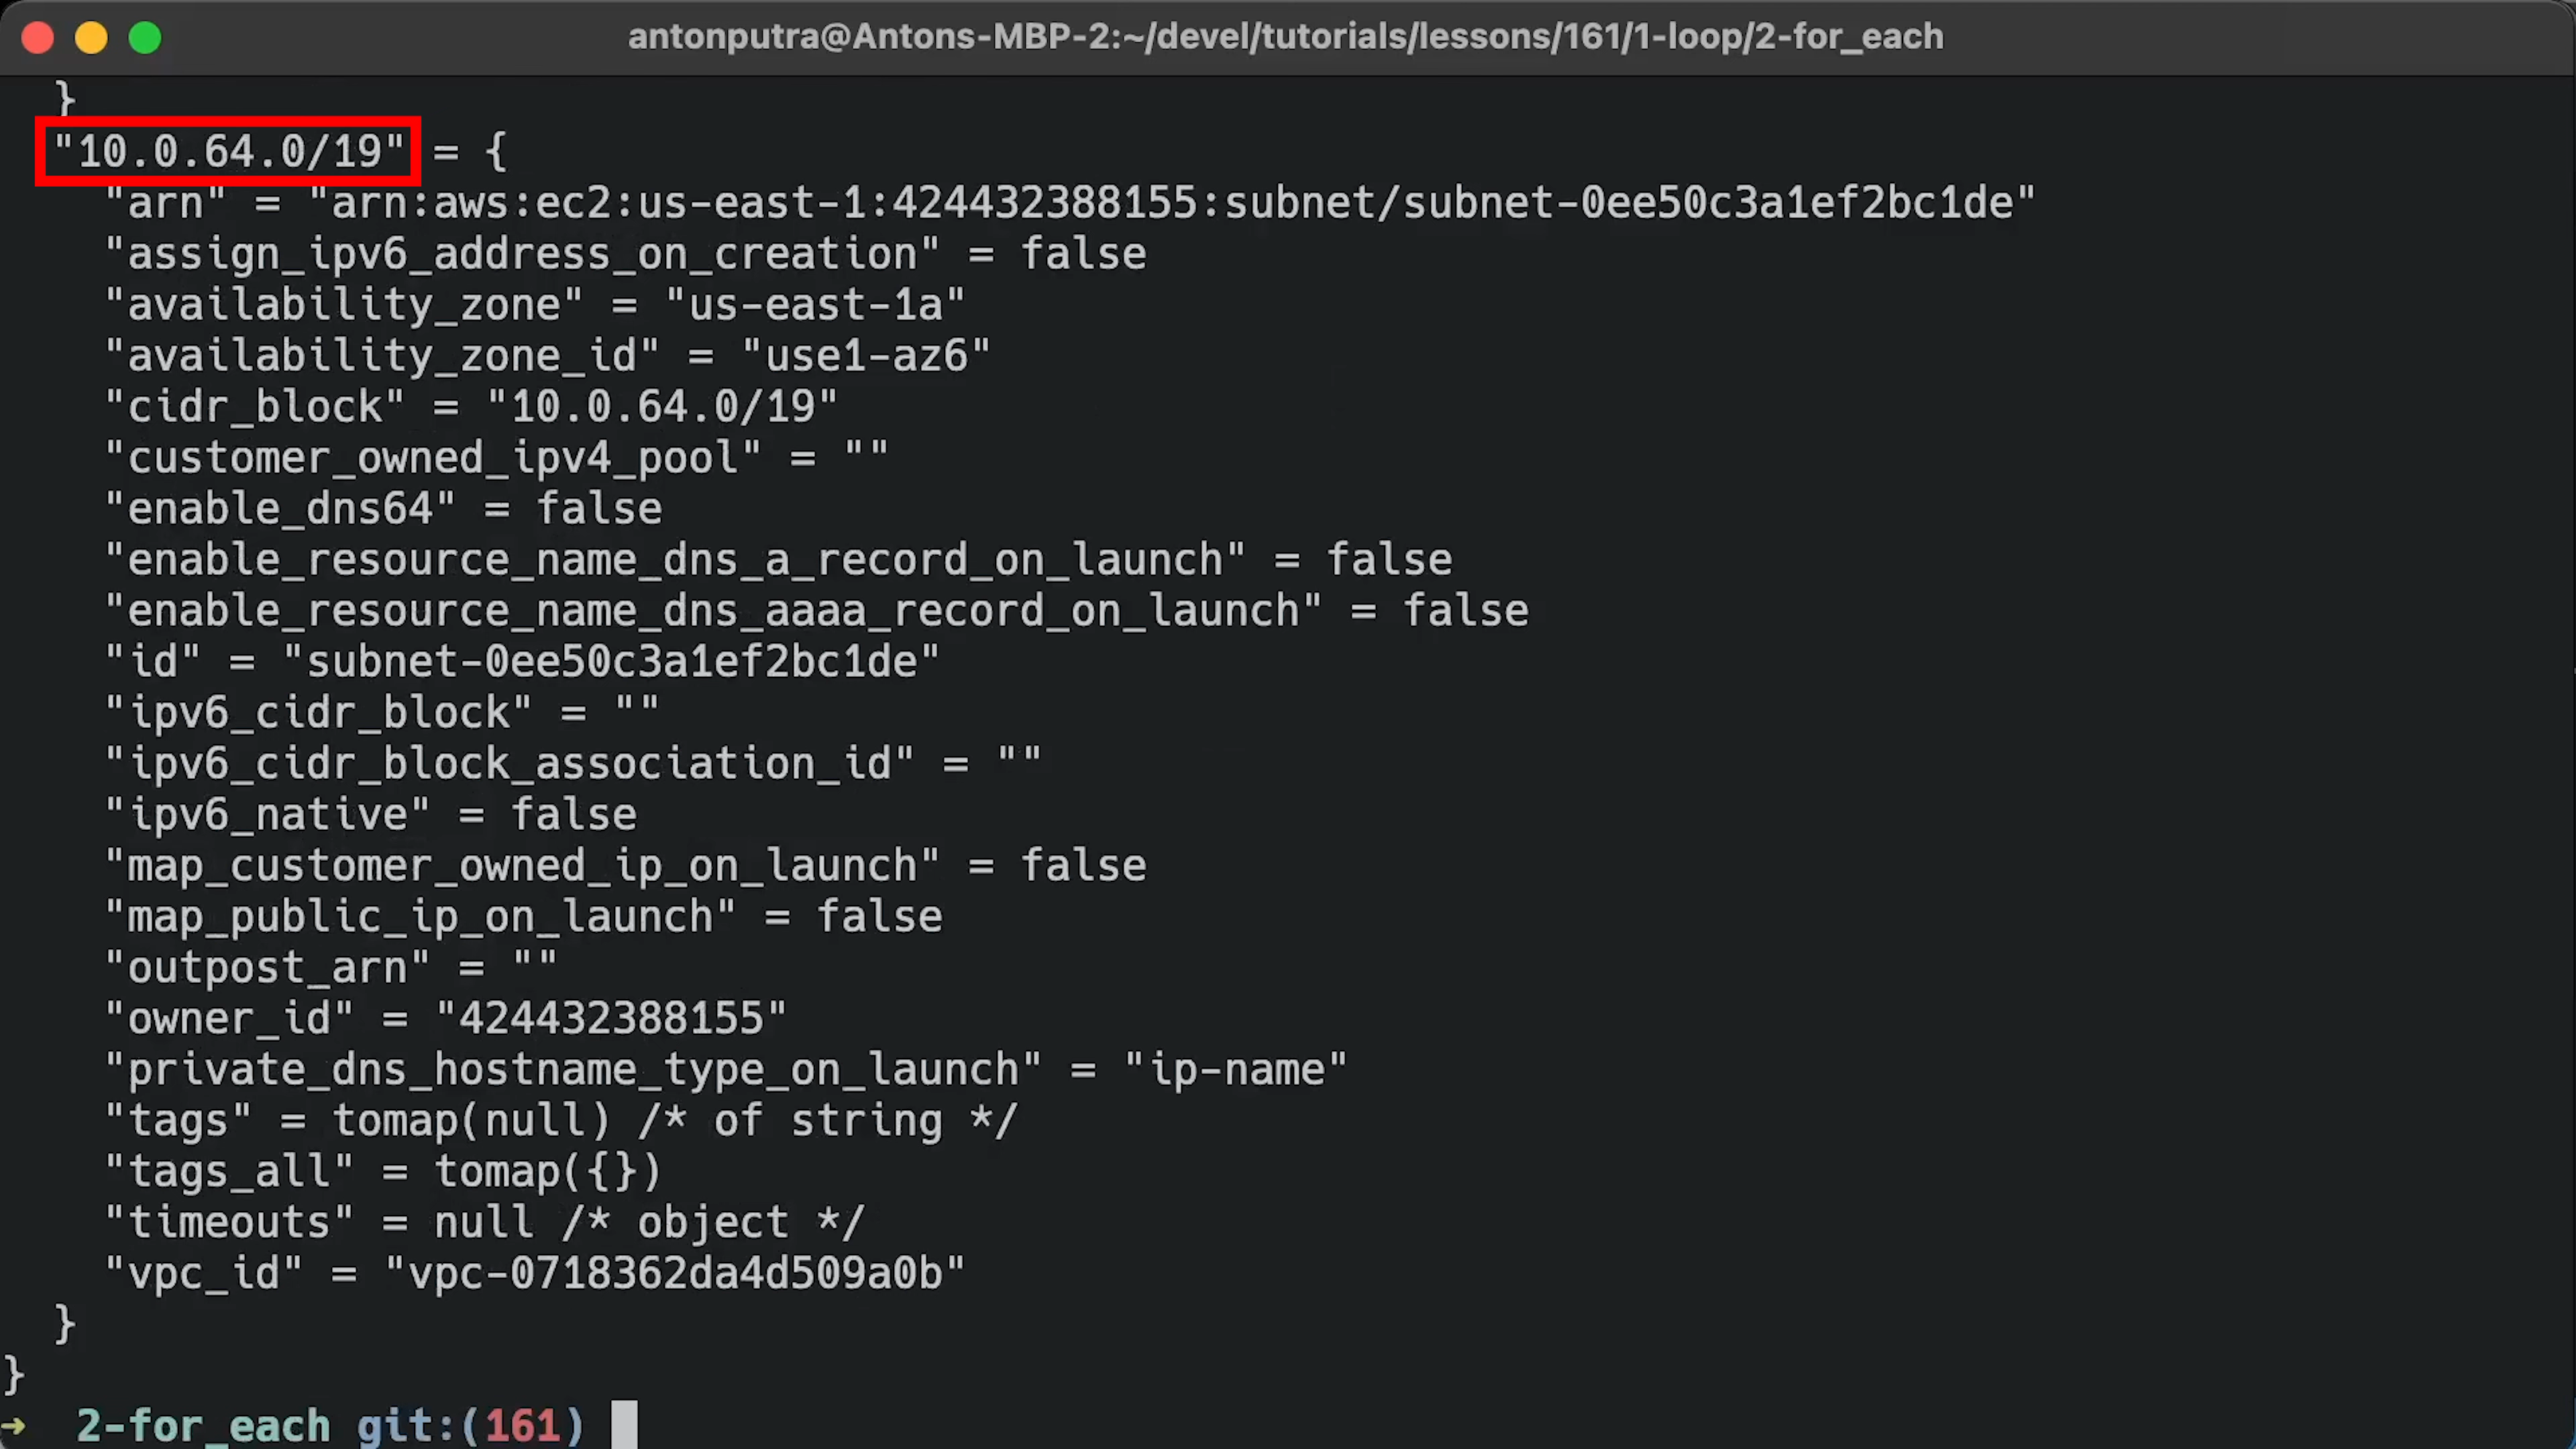 antonputra@Antons-MBP-2:~/devel/tutorials/lessons/161/1-loop/2-for_each
}
"10.0.64.0/19" = {
"arn" = "arn:aws:ec2:us-east-1:424432388155:subnet/subnet-0ee50c3a1ef2bc1de"
"assign_ipv6_address_on_creation" = false
"availability_zone" = "us-east-1a"
"availability_zone_id" = "use1-az6"
"cidr_block" = "10.0.64.0/19"
"customer_owned_ipv4_pool" = ""
"enable_dns64" = false
"enable_resource_name_dns_a_record_on_launch" = false
"enable_resource_name_dns_aaaa_record_on_launch" = false
"id" = "subnet-0ee50c3a1ef2bc1de"
"ipv6_cidr_block" = ""
"ipv6_cidr_block_association_id" = ""
"ipv6_native" = false
"map_customer_owned_ip_on_launch" = false
"map_public_ip_on_launch" = false
"outpost_arn" = ""
"owner_id" = "424432388155"
"private_dns_hostname_type_on_launch" = "ip-name"
"tags" = tomap(null) /* of string */
"tags_all" = tomap({})
"timeouts" = null /* object */
"vpc_id" = "vpc-0718362da4d509a0b"
}
}
➜ 2-for_each git:(161)